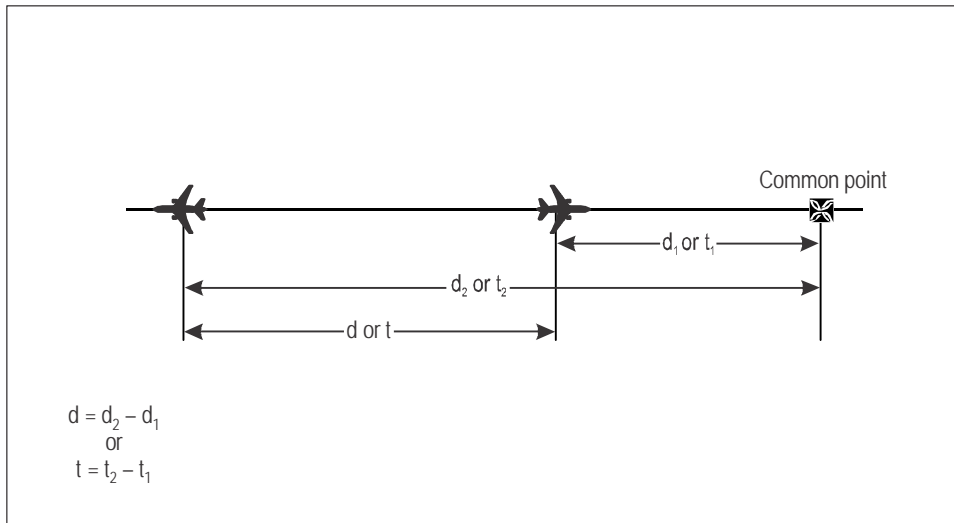 Common point
d₁ or t₁
d₂ or t₂
d or t
d = d₂ – d₁
or
t = t₂ – t₁